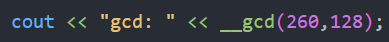 cout << "gcd: " << __gcd(260,128);